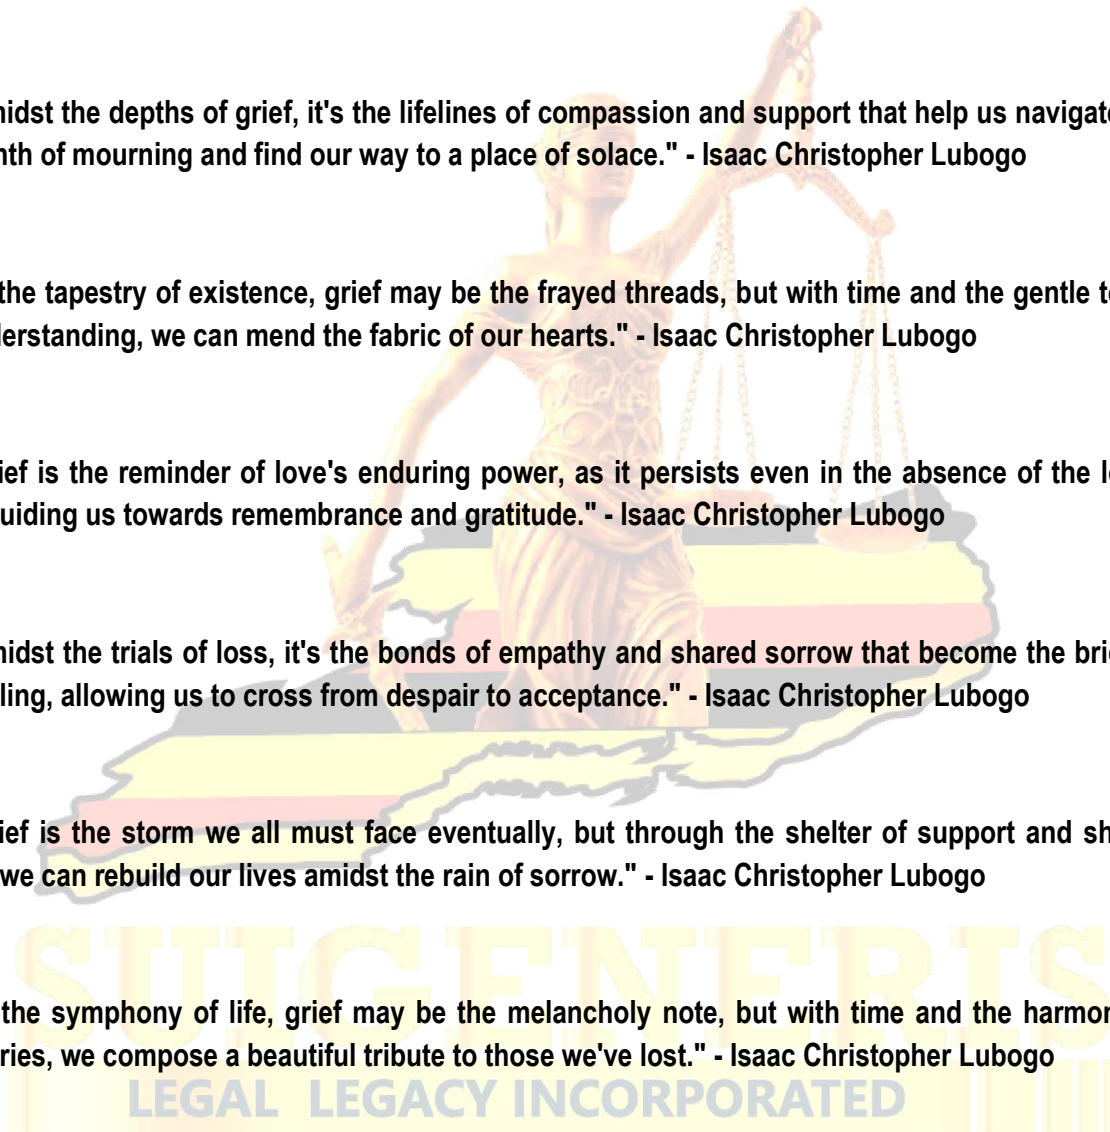 midst the depths of grief, it's the lifelines of compassion and support that help us navigate
nth of mourning and find our way to a place of solace." - Isaac Christopher Lubogo
the tapestry of existence, grief may be the frayed threads, but with time and the gentle
derstanding, we can mend the fabric of our hearts." - Isaac Christopher Lubogo
ief is the reminder of love's enduring power, as it persists even in the absence of the
uiding us towards remembrance and gratitude." - Isaac Christopher Lubogo
midst the trials of loss, it's the bonds of empathy and shared sorrow that become the
ling, allowing us to cross from despair to acceptance." - Isaac Christopher Lubogo
ief is the storm we all must face eventually, but through the shelter of support and
we can rebuild our lives amidst the rain of sorrow." - Isaac Christopher Lubogo
the symphony of life, grief may be the melancholy note, but with time and the
ries, we compose a beautiful tribute to those we've lost." - Isaac Christopher Lubogo
SUIGENERIS
LEGAL LEGACY INCORPORATED